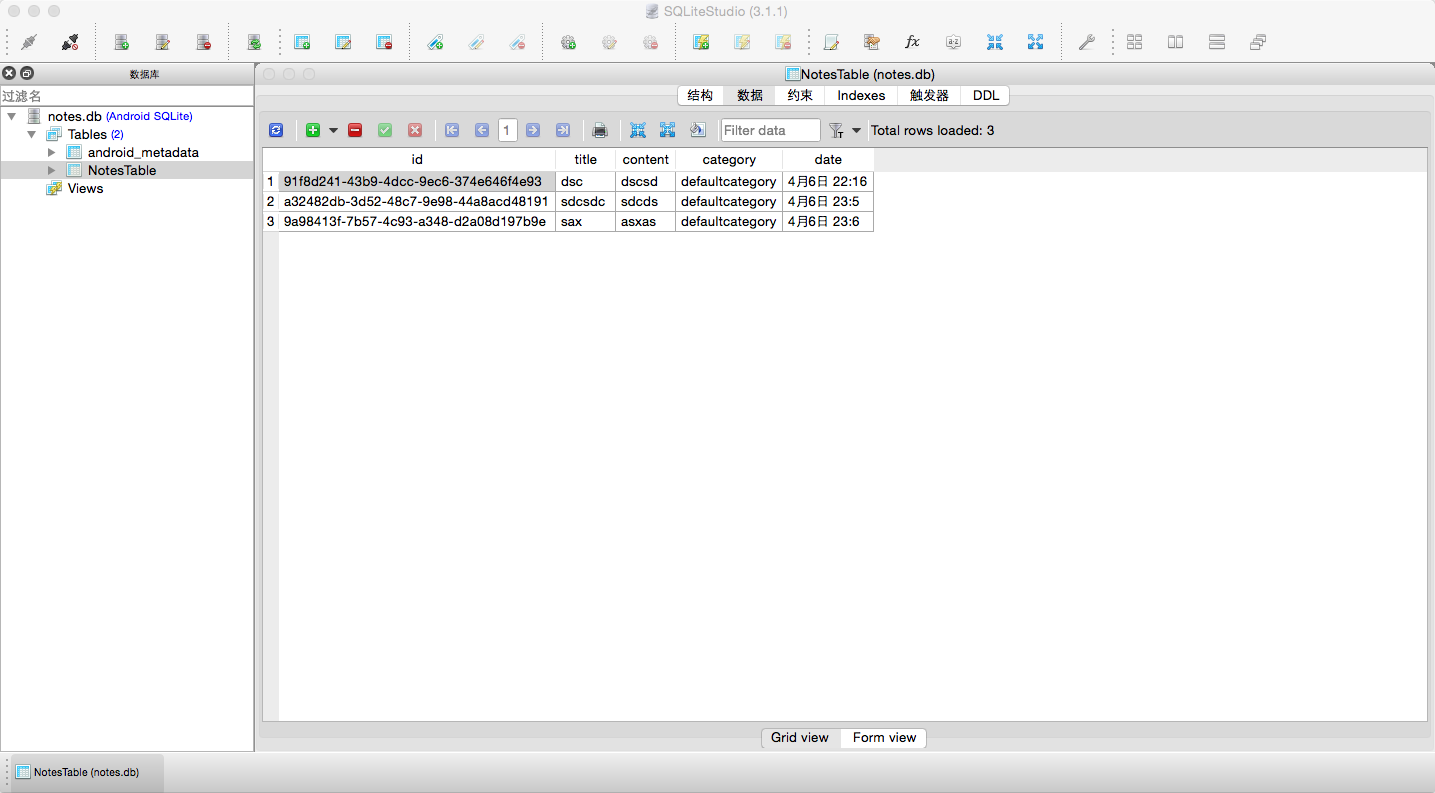 SQLiteStudio (3.1.1)
数据库
NotesTable (notes.db)
过滤名
结构 数据 约束 Indexes 触发器 DDL
notes.db (Android SQLite)
Tables (2)
android_metadata
NotesTable
Views
1 Filter data Total rows loaded: 3
id title content category date
1 91f8d241-43b9-4dcc-9ec6-374e646f4e93 dsc dscsd defaultcategory 4月6日 22:16
2 a32482db-3d52-48c7-9e98-44a8acd48191 sdcsdc sdcds defaultcategory 4月6日 23:5
3 9a98413f-7b57-4c93-a348-d2a08d197b9e sax asxas defaultcategory 4月6日 23:6
Grid view Form view
NotesTable (notes.db)